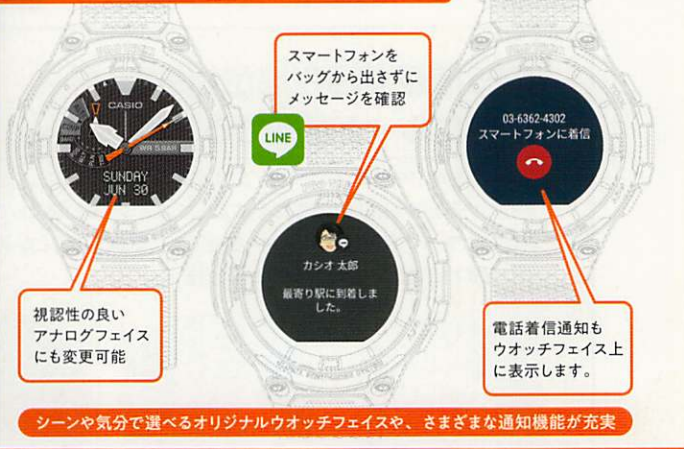 スマートフォンを
バッグから出さずに
メッセージを確認
LINE
CASIO
WR 5BAR
SUNDAY
JUN 30
03-6362-4302
スマートフォンに着信
カシオ 太郎
最寄り駅に到着しま
した。
視認性の良い
アナログフェイス
にも変更可能
電話着信通知も
ウオッチフェイス上
に表示します。
シーンや気分で選べるオリジナルウオッチフェイスや、さまざまな通知機能が充実